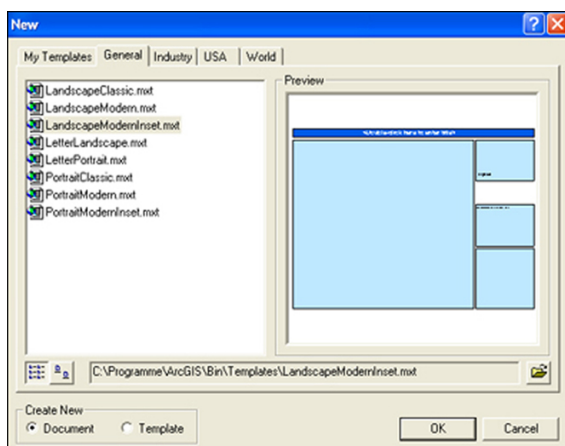 New
My Templates General Industry USA World
LandscapeClassic.mxt
LandscapeModern.mxt
LandscapeModernInset.mxt
LetterLandscape.mxt
LetterPortrait.mxt
PortraitClassic.mxt
PortraitModern.mxt
PortraitModernInset.mxt
Preview
C:\Programme\ArcGIS\Bin\Templates\LandscapeModernInset.mxt
Create New
Document Template
OK Cancel